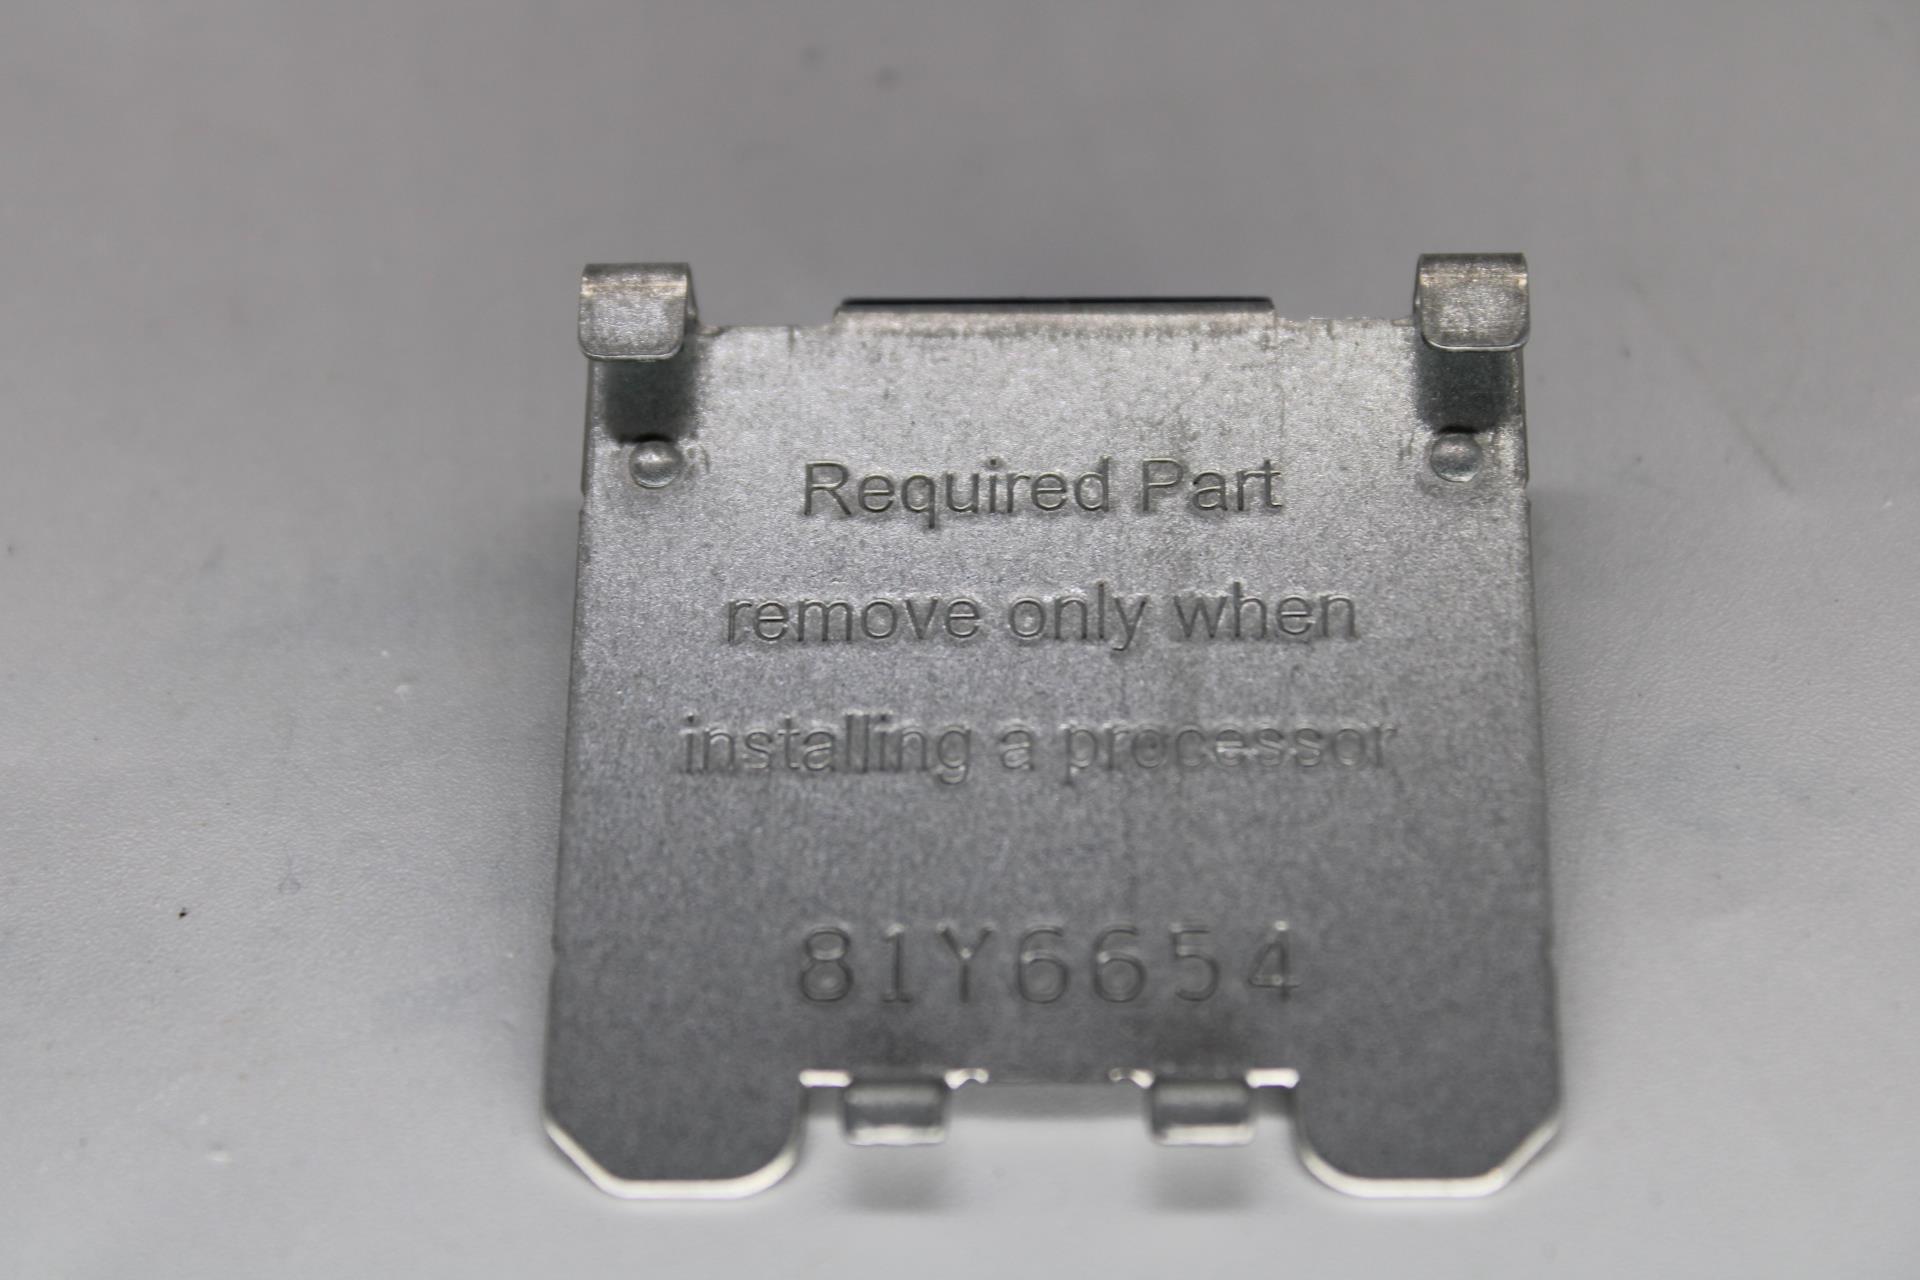 Required Part
remove only when
installing a processor
81Y6654